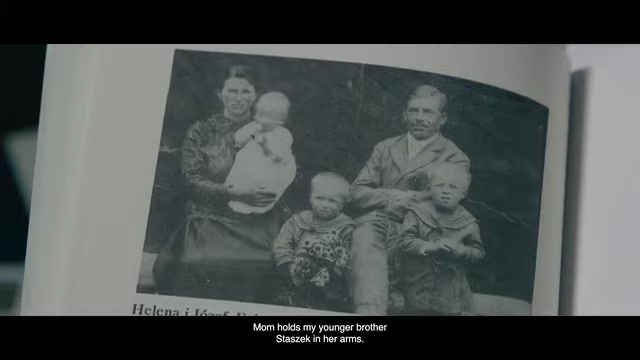 Helena i Józef
Mom holds my younger brother
Staszek in her arms.